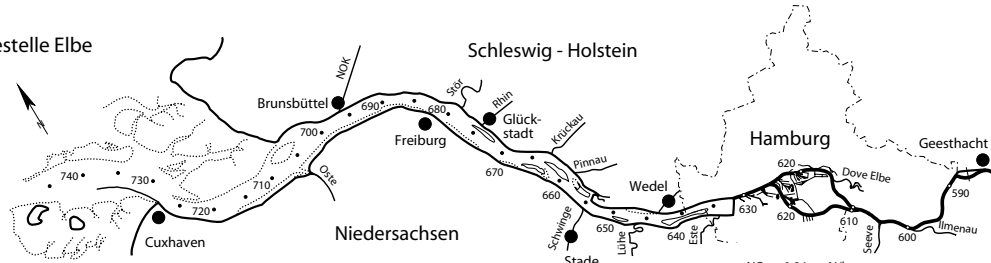 estelle Elbe
Schleswig - Holstein
N
NOK
Brunsbüttel
690
Stör
680
Rhin
Glück-
stadt
700
Freiburg
Krückau
Hamburg
Geesthacht
670
Pinnau
620
Dove Elbe
740
730
710
Oste
660
Wedel
590
720
630
620
610
Cuxhaven
Niedersachsen
Schwinge
650
Lühe
640
Este
Seeve
600
Ilmenau
Stade